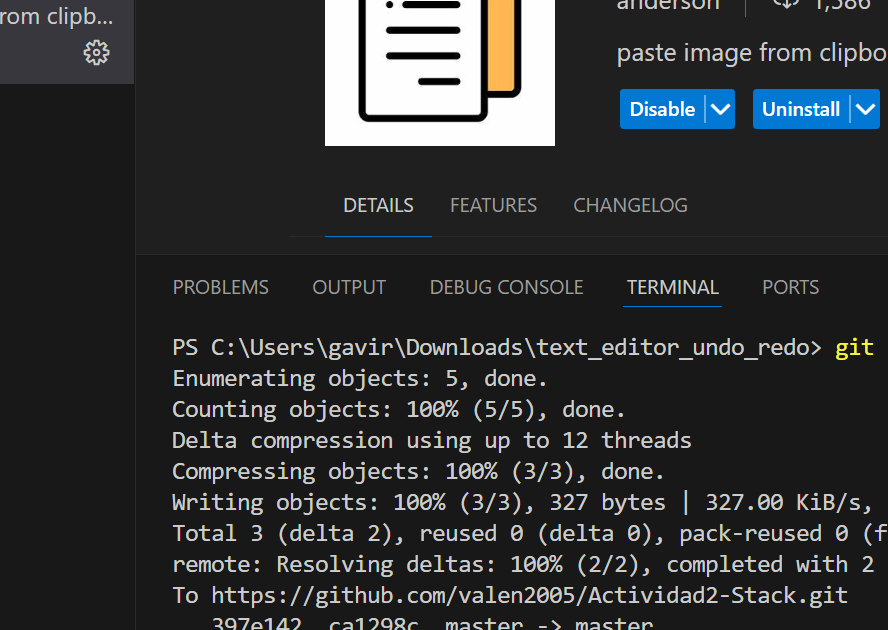 rom clipb...
anderson | 1,586
paste image from clipbo
Disable Uninstall
DETAILS FEATURES CHANGELOG
PROBLEMS OUTPUT DEBUG CONSOLE TERMINAL PORTS
PS C:\Users\gavir\Downloads\text_editor_undo_redo> git
Enumerating objects: 5, done.
Counting objects: 100% (5/5), done.
Delta compression using up to 12 threads
Compressing objects: 100% (3/3), done.
Writing objects: 100% (3/3), 327 bytes | 327.00 KiB/s,
Total 3 (delta 2), reused 0 (delta 0), pack-reused 0 (f
remote: Resolving deltas: 100% (2/2), completed with 2
To https://github.com/valen2005/Actividad2-Stack.git
397e142..ca1298c master -> master